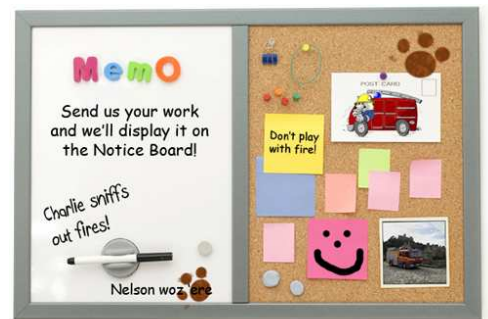 Memo
Send us your work
and we'll display it on
the Notice Board!
Charlie sniffs
out fires!
Nelson woz 'ere
POST CARD
Don't play
with fire!